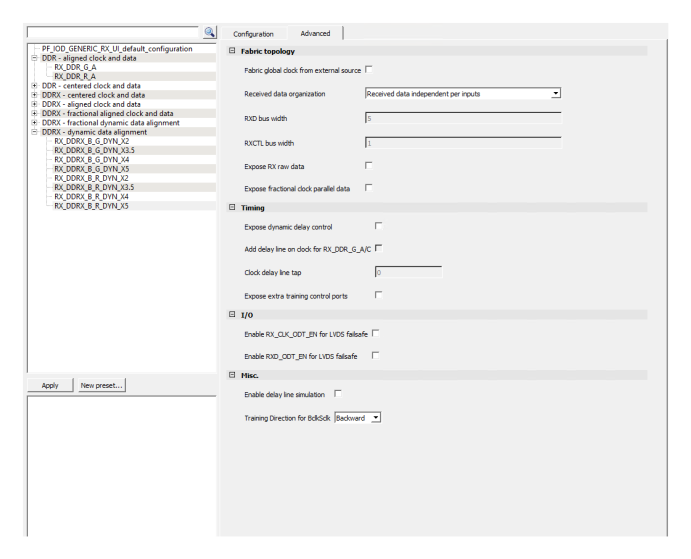 Configuration Advanced
PF_IOD_GENERIC_RX_UI_default_configuration
DDR - aligned clock and data
RX_DDR_G_A
RX_DDR_R_A
DDR - centered clock and data
DDRX - centered clock and data
DDRX - aligned clock and data
DDRX - fractional aligned clock and data
DDRX - fractional dynamic data alignment
DDRX - dynamic data alignment
RX_DDRX_B_G_DYN_X2
RX_DDRX_B_G_DYN_X3.5
RX_DDRX_B_G_DYN_X4
RX_DDRX_B_G_DYN_X5
RX_DDRX_B_R_DYN_X2
RX_DDRX_B_R_DYN_X3.5
RX_DDRX_B_R_DYN_X4
RX_DDRX_B_R_DYN_X5
Apply New preset...
Fabric topology
Fabric global clock from external source
Received data organization Received data independent per inputs
RXD bus width 5
RXCTL bus width 1
Expose RX raw data
Expose fractional clock parallel data
Timing
Expose dynamic delay control
Add delay line on clock for RX_DDR_G_A/C
Clock delay line tap 0
Expose extra training control ports
I/O
Enable RX_CLK_ODT_EN for LVDS failsafe
Enable RXD_ODT_EN for LVDS failsafe
Misc.
Enable delay line simulation
Training Direction for BclkSclk Backward